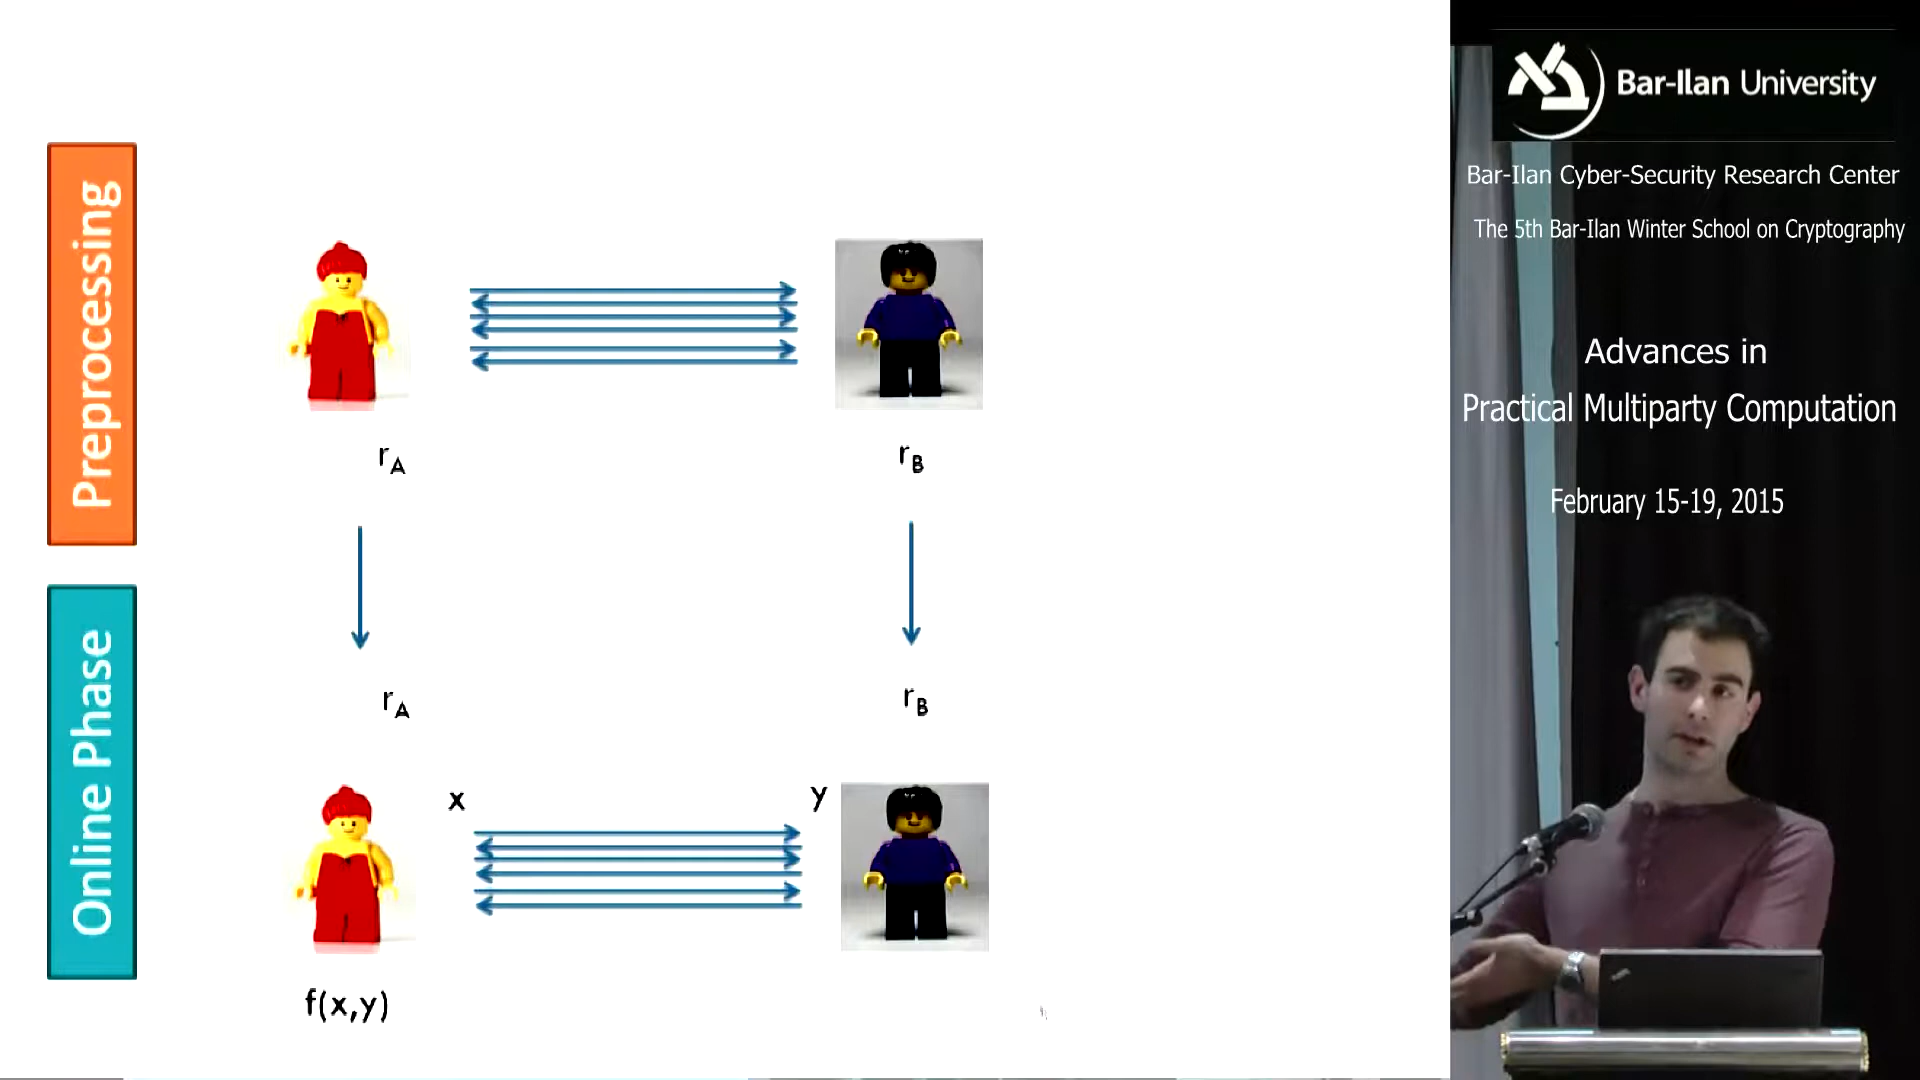 Preprocessing
r_A
r_B
Online Phase
r_A
r_B
x
y
f(x,y)
Bar-Ilan University
Bar-Ilan Cyber-Security Research Center
The 5th Bar-Ilan Winter School on Cryptography
Advances in
Practical Multiparty Computation
February 15-19, 2015